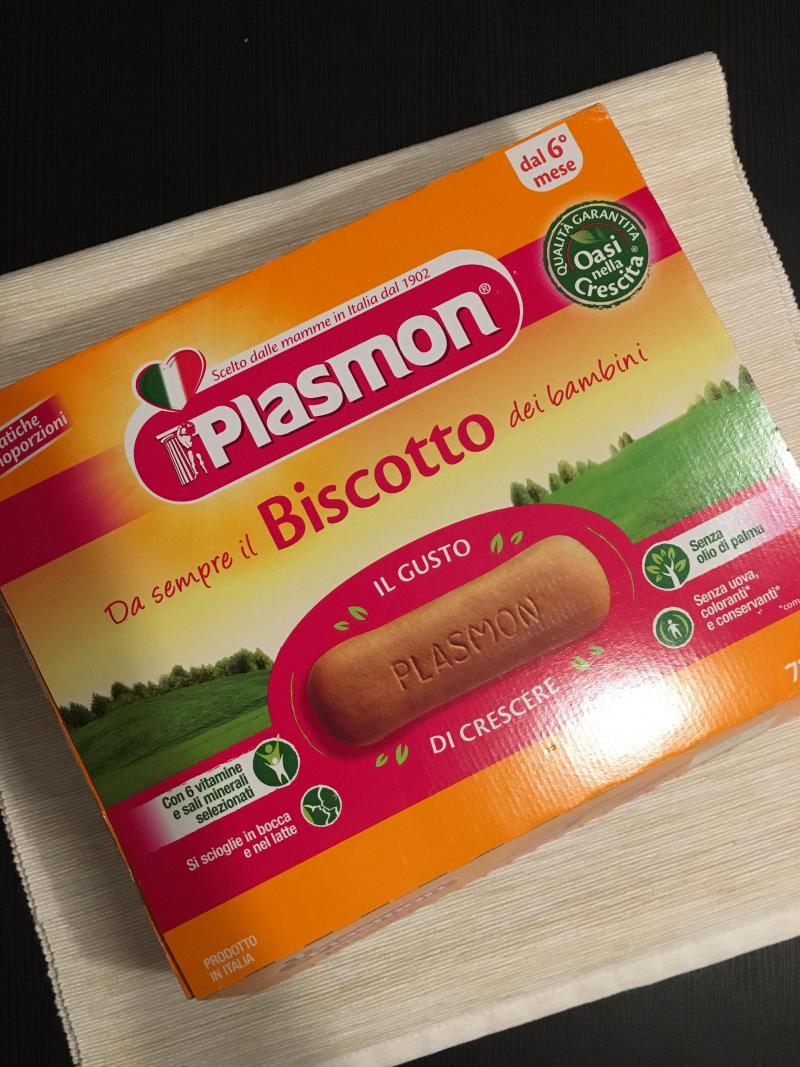 dal 6°
mese
QUALITÀ GARANTITA
Oasi
nella
Crescita®
Scelto dalle mamme in Italia dal 1902
Plasmon®
Da sempre il Biscotto dei bambini
IL GUSTO
PLASMON
DI CRESCERE
Senza
olio di palma
Senza uova,
coloranti*
e conservanti*
Con 6 vitamine
e sali minerali
selezionati
Si scioglie in bocca
e nel latte
PRODOTTO
IN ITALIA